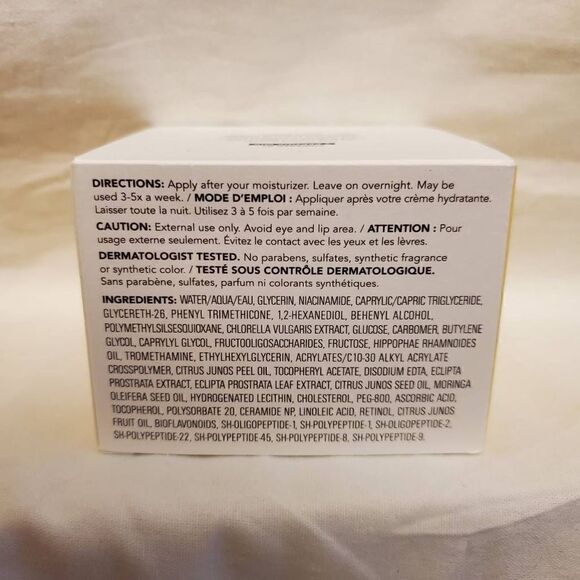 DIRECTIONS: Apply after your moisturizer. Leave on overnight. May be
used 3-5x a week. / MODE D'EMPLOI : Appliquer après votre crème hydratante.
Laisser toute la nuit. Utilisez 3 à 5 fois par semaine.
CAUTION: External use only. Avoid eye and lip area. / ATTENTION : Pour
usage externe seulement. Évitez le contact avec les yeux et les lèvres.
DERMATOLOGIST TESTED. No parabens, sulfates, synthetic fragrance
or synthetic color. / TESTÉ SOUS CONTRÔLE DERMATOLOGIQUE.
Sans parabène, sulfates, parfum ni colorants synthétiques.
INGREDIENTS: WATER/AQUA/EAU, GLYCERIN, NIACINAMIDE, CAPRYLIC/CAPRIC TRIGLYCERIDE,
GLYCERETH-26, PHENYL TRIMETHICONE, 1,2-HEXANEDIOL, BEHENYL ALCOHOL,
POLYMETHYLSILSESQUIOXANE, CHLORELLA VULGARIS EXTRACT, GLUCOSE, CARBOMER, BUTYLENE
GLYCOL, CAPRYLYL GLYCOL, FRUCTOOLIGOSACCHARIDES, FRUCTOSE, HIPPOPHAE RHAMNOIDES
OIL, TROMETHAMINE, ETHYLHEXYLGLYCERIN, ACRYLATES/C10-30 ALKYL ACRYLATE
CROSSPOLYMER, CITRUS JUNOS PEEL OIL, TOCOPHERYL ACETATE, DISODIUM EDTA, ECLIPTA
PROSTRATA EXTRACT, ECLIPTA PROSTRATA LEAF EXTRACT, CITRUS JUNOS SEED OIL, MORINGA
OLEIFERA SEED OIL, HYDROGENATED LECITHIN, CHOLESTEROL, PEG-800, ASCORBIC ACID,
TOCOPHEROL, POLYSORBATE 20, CERAMIDE NP, LINOLEIC ACID, RETINOL, CITRUS JUNOS
FRUIT OIL, BIOFLAVONOIDS, SH-OLIGOPEPTIDE-1, SH-POLYPEPTIDE-1, SH-OLIGOPEPTIDE-2,
SH-POLYPEPTIDE-22, SH-POLYPEPTIDE-45, SH-POLYPEPTIDE-8, SH-POLYPEPTIDE-9.